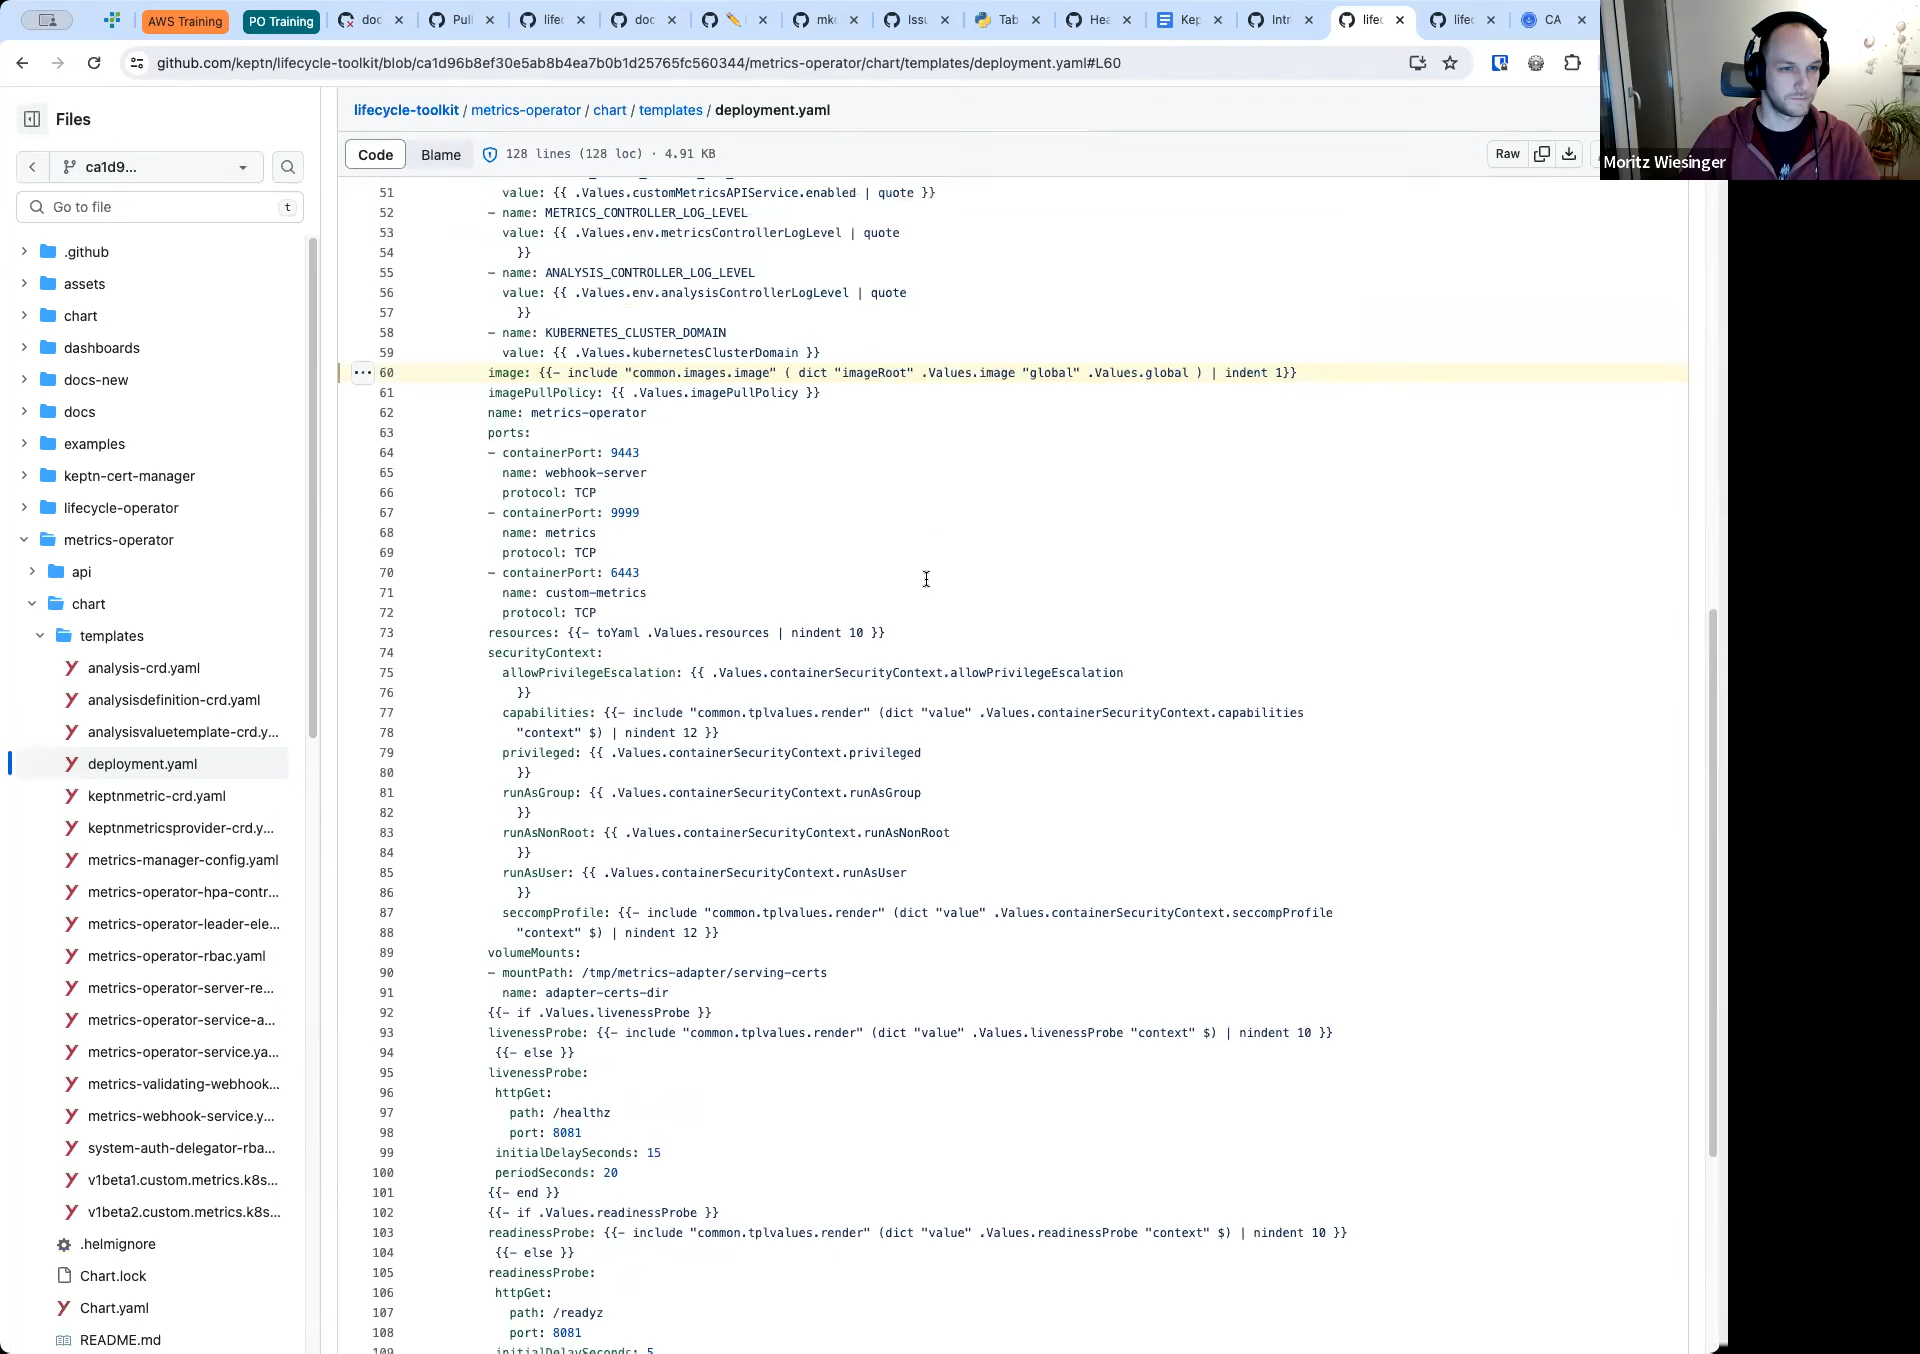 AWS Training
PO Training
doc
Pull
lifec
doc
mkc
Issu
Tab
Hea
Kep
Intr
lifec
lifec
CA
github.com/keptn/lifecycle-toolkit/blob/ca1d96b8ef30e5ab8b4ea7b0b1d25765fc560344/metrics-operator/chart/templates/deployment.yaml#L60
Moritz Wiesinger
Files
ca1d9...
Go to file
t
.github
assets
chart
dashboards
docs-new
docs
examples
keptn-cert-manager
lifecycle-operator
metrics-operator
api
chart
templates
analysis-crd.yaml
analysisdefinition-crd.yaml
analysisvaluetemplate-crd.y...
deployment.yaml
keptnmetric-crd.yaml
keptnmetricsprovider-crd.y...
metrics-manager-config.yaml
metrics-operator-hpa-contr...
metrics-operator-leader-ele...
metrics-operator-rbac.yaml
metrics-operator-server-re...
metrics-operator-service-a...
metrics-operator-service.ya...
metrics-validating-webhook...
metrics-webhook-service.y...
system-auth-delegator-rba...
v1beta1.custom.metrics.k8s...
v1beta2.custom.metrics.k8s...
.helmignore
Chart.lock
Chart.yaml
README.md
lifecycle-toolkit / metrics-operator / chart / templates / deployment.yaml
Code Blame 128 lines (128 loc) · 4.91 KB Raw
51 value: {{ .Values.customMetricsAPIService.enabled | quote }}
52 - name: METRICS_CONTROLLER_LOG_LEVEL
53 value: {{ .Values.env.metricsControllerLogLevel | quote
54 }}
55 - name: ANALYSIS_CONTROLLER_LOG_LEVEL
56 value: {{ .Values.env.analysisControllerLogLevel | quote
57 }}
58 - name: KUBERNETES_CLUSTER_DOMAIN
59 value: {{ .Values.kubernetesClusterDomain }}
60 image: {{- include "common.images.image" ( dict "imageRoot" .Values.image "global" .Values.global ) | indent 1}}
61 imagePullPolicy: {{ .Values.imagePullPolicy }}
62 name: metrics-operator
63 ports:
64 - containerPort: 9443
65 name: webhook-server
66 protocol: TCP
67 - containerPort: 9999
68 name: metrics
69 protocol: TCP
70 - containerPort: 6443
71 name: custom-metrics
72 protocol: TCP
73 resources: {{- toYaml .Values.resources | nindent 10 }}
74 securityContext:
75 allowPrivilegeEscalation: {{ .Values.containerSecurityContext.allowPrivilegeEscalation
76 }}
77 capabilities: {{- include "common.tplvalues.render" (dict "value" .Values.containerSecurityContext.capabilities
78 "context" $) | nindent 12 }}
79 privileged: {{ .Values.containerSecurityContext.privileged
80 }}
81 runAsGroup: {{ .Values.containerSecurityContext.runAsGroup
82 }}
83 runAsNonRoot: {{ .Values.containerSecurityContext.runAsNonRoot
84 }}
85 runAsUser: {{ .Values.containerSecurityContext.runAsUser
86 }}
87 seccompProfile: {{- include "common.tplvalues.render" (dict "value" .Values.containerSecurityContext.seccompProfile
88 "context" $) | nindent 12 }}
89 volumeMounts:
90 - mountPath: /tmp/metrics-adapter/serving-certs
91 name: adapter-certs-dir
92 {{- if .Values.livenessProbe }}
93 livenessProbe: {{- include "common.tplvalues.render" (dict "value" .Values.livenessProbe "context" $) | nindent 10 }}
94 {{- else }}
95 livenessProbe:
96 httpGet:
97 path: /healthz
98 port: 8081
99 initialDelaySeconds: 15
100 periodSeconds: 20
101 {{- end }}
102 {{- if .Values.readinessProbe }}
103 readinessProbe: {{- include "common.tplvalues.render" (dict "value" .Values.readinessProbe "context" $) | nindent 10 }}
104 {{- else }}
105 readinessProbe:
106 httpGet:
107 path: /readyz
108 port: 8081
109 initialDelaySeconds: 5